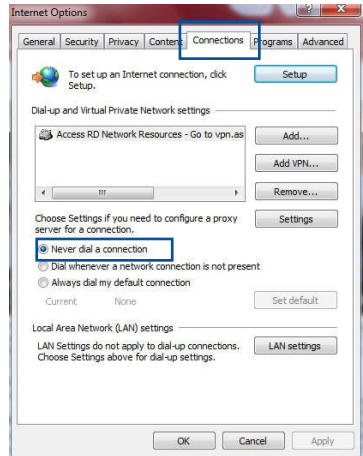 Internet Options
General Security Privacy Content Connections Programs Advanced
To set up an Internet connection, click
Setup.
Setup
Dial-up and Virtual Private Network settings
Access RD Network Resources - Go to vpn.as
Add...
Add VPN...
Remove...
Choose Settings if you need to configure a proxy
server for a connection.
Settings
Never dial a connection
Dial whenever a network connection is not present
Always dial my default connection
Current None
Set default
Local Area Network (LAN) settings
LAN Settings do not apply to dial-up connections.
Choose Settings above for dial-up settings.
LAN settings
OK Cancel Apply